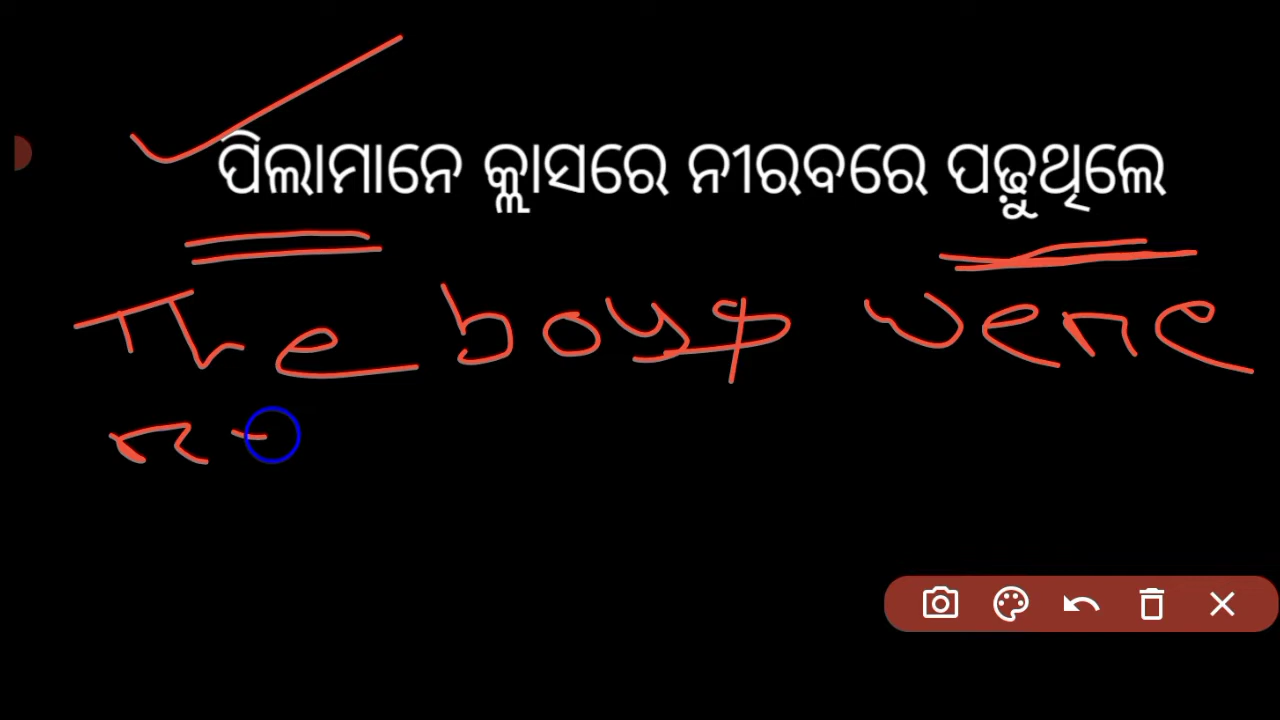 ପିଲାମାନେ କ୍ଲାସରେ ନୀରବରେ ପଢ଼ୁଥିଲେ
The boys were
r